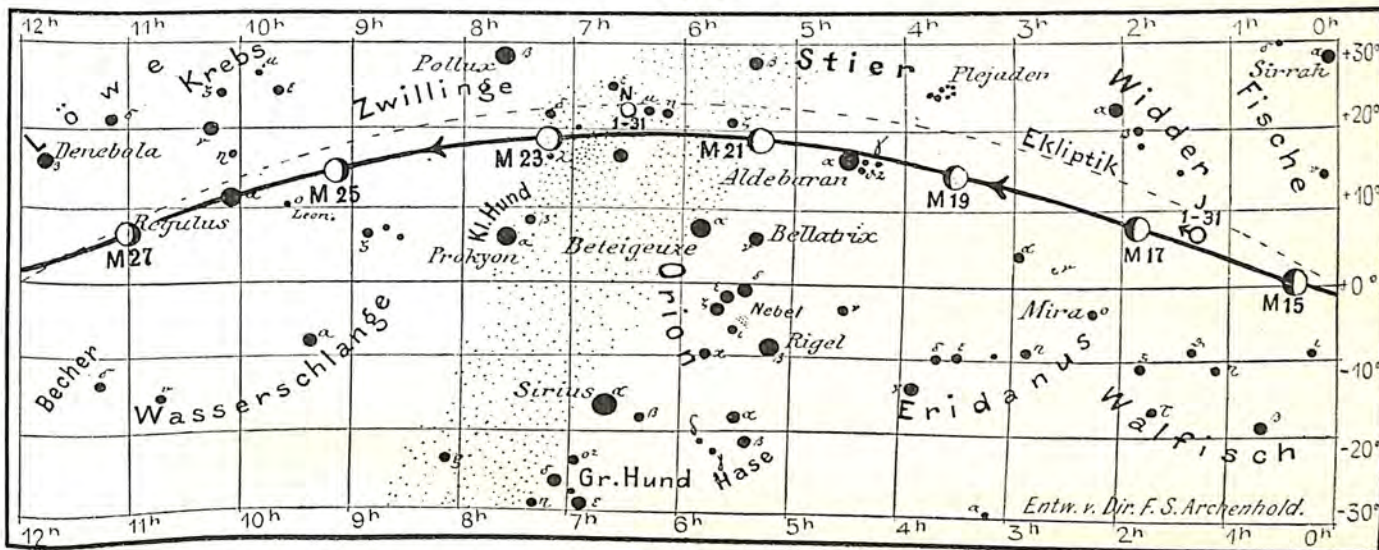 12h 11h 10h 9h 8h 7h 6h 5h 4h 3h 2h 1h 0h
+30°
+20°
+10°
0°
-10°
-20°
-30°
Löwe
Krebs
Pollux
Zwillinge
Stier
Plejaden
Widder
Fische
Sirrah
Denebola
N
1-31
Ekliptik
M 23
M 21
Aldebaran
M 25
Leon.
M 19
J
1-31
Regulus
M 27
Kl. Hund
Prokyon
Beteigeuze
Bellatrix
M 17
M 15
Orion
Nebel
Mira
Rigel
Becher
Wasserschlange
Sirius
Eridanus
Walfisch
Gr. Hund
Hase
Entw. v. Dir. F. S. Archenhold.
12h 11h 10h 9h 8h 7h 6h 5h 4h 3h 2h 1h 0h